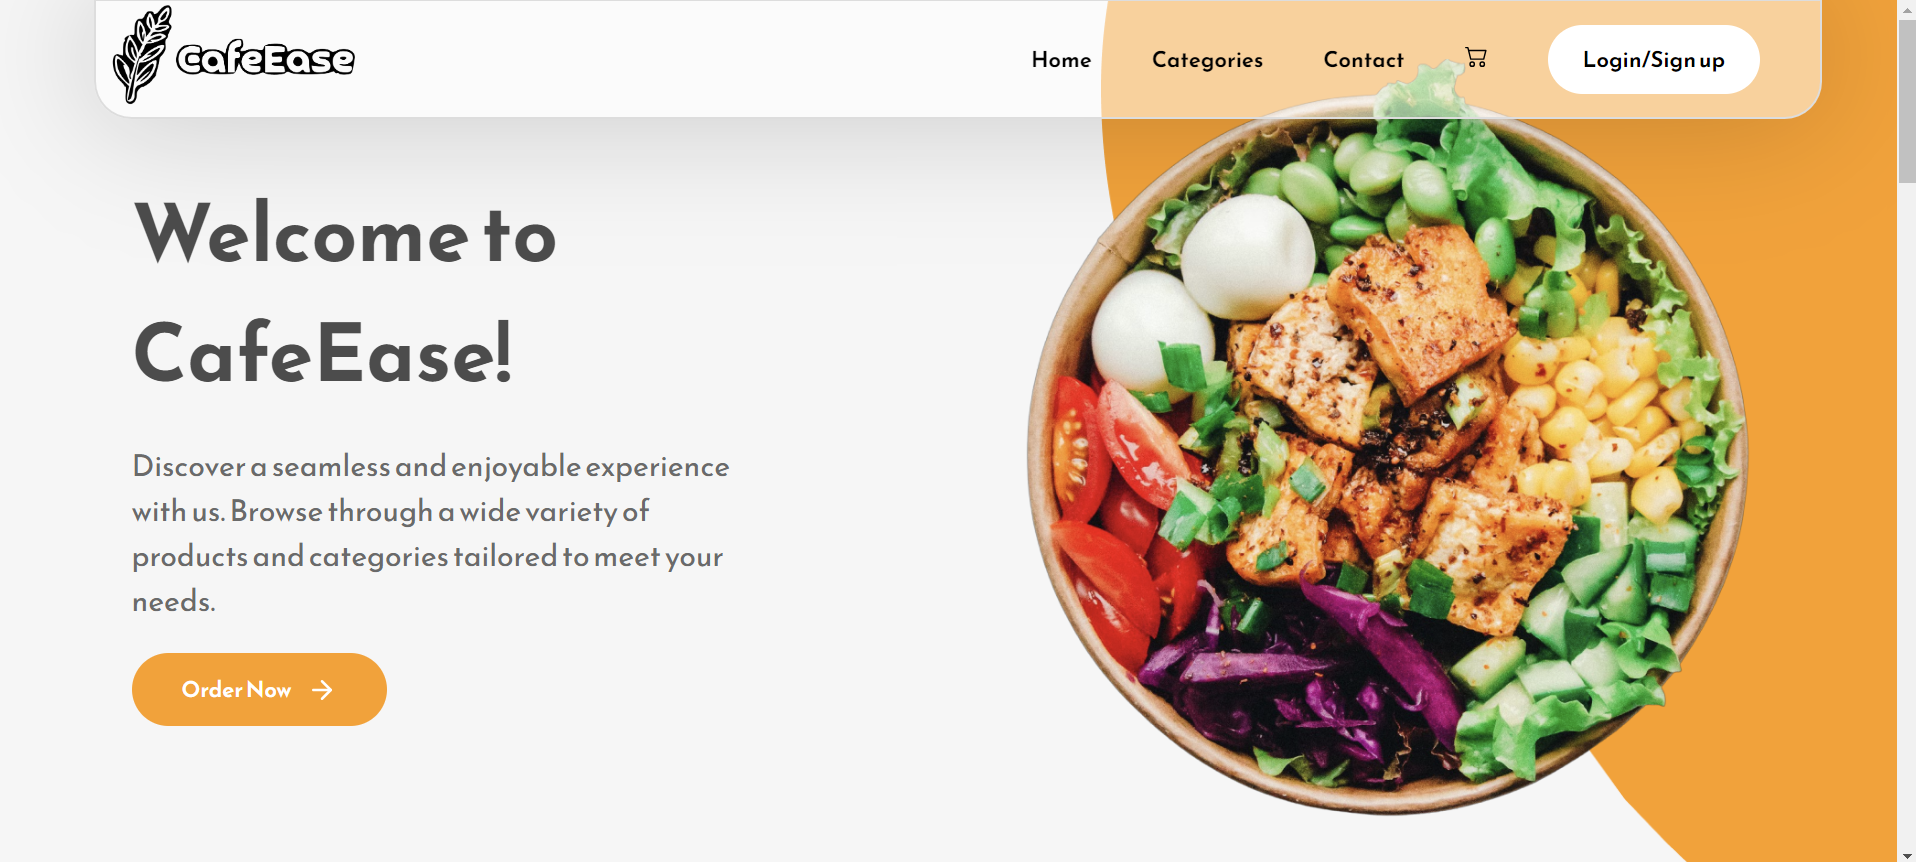 CafeEase
Home Categories Contact Login/Sign up
Welcome to
CafeEase!
Discover a seamless and enjoyable experience
with us. Browse through a wide variety of
products and categories tailored to meet your
needs.
Order Now